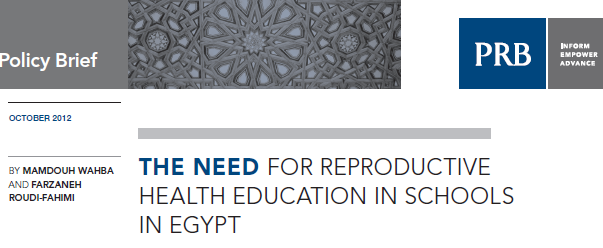 Policy Brief
PRB
INFORM
EMPOWER
ADVANCE
OCTOBER 2012
BY MAMDOUH WAHBA
AND FARZANEH
ROUDI-FAHIMI
THE NEED FOR REPRODUCTIVE
HEALTH EDUCATION IN SCHOOLS
IN EGYPT